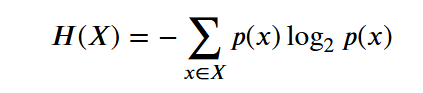 H(X) = − ∑ p(x) log₂ p(x)
x∈X